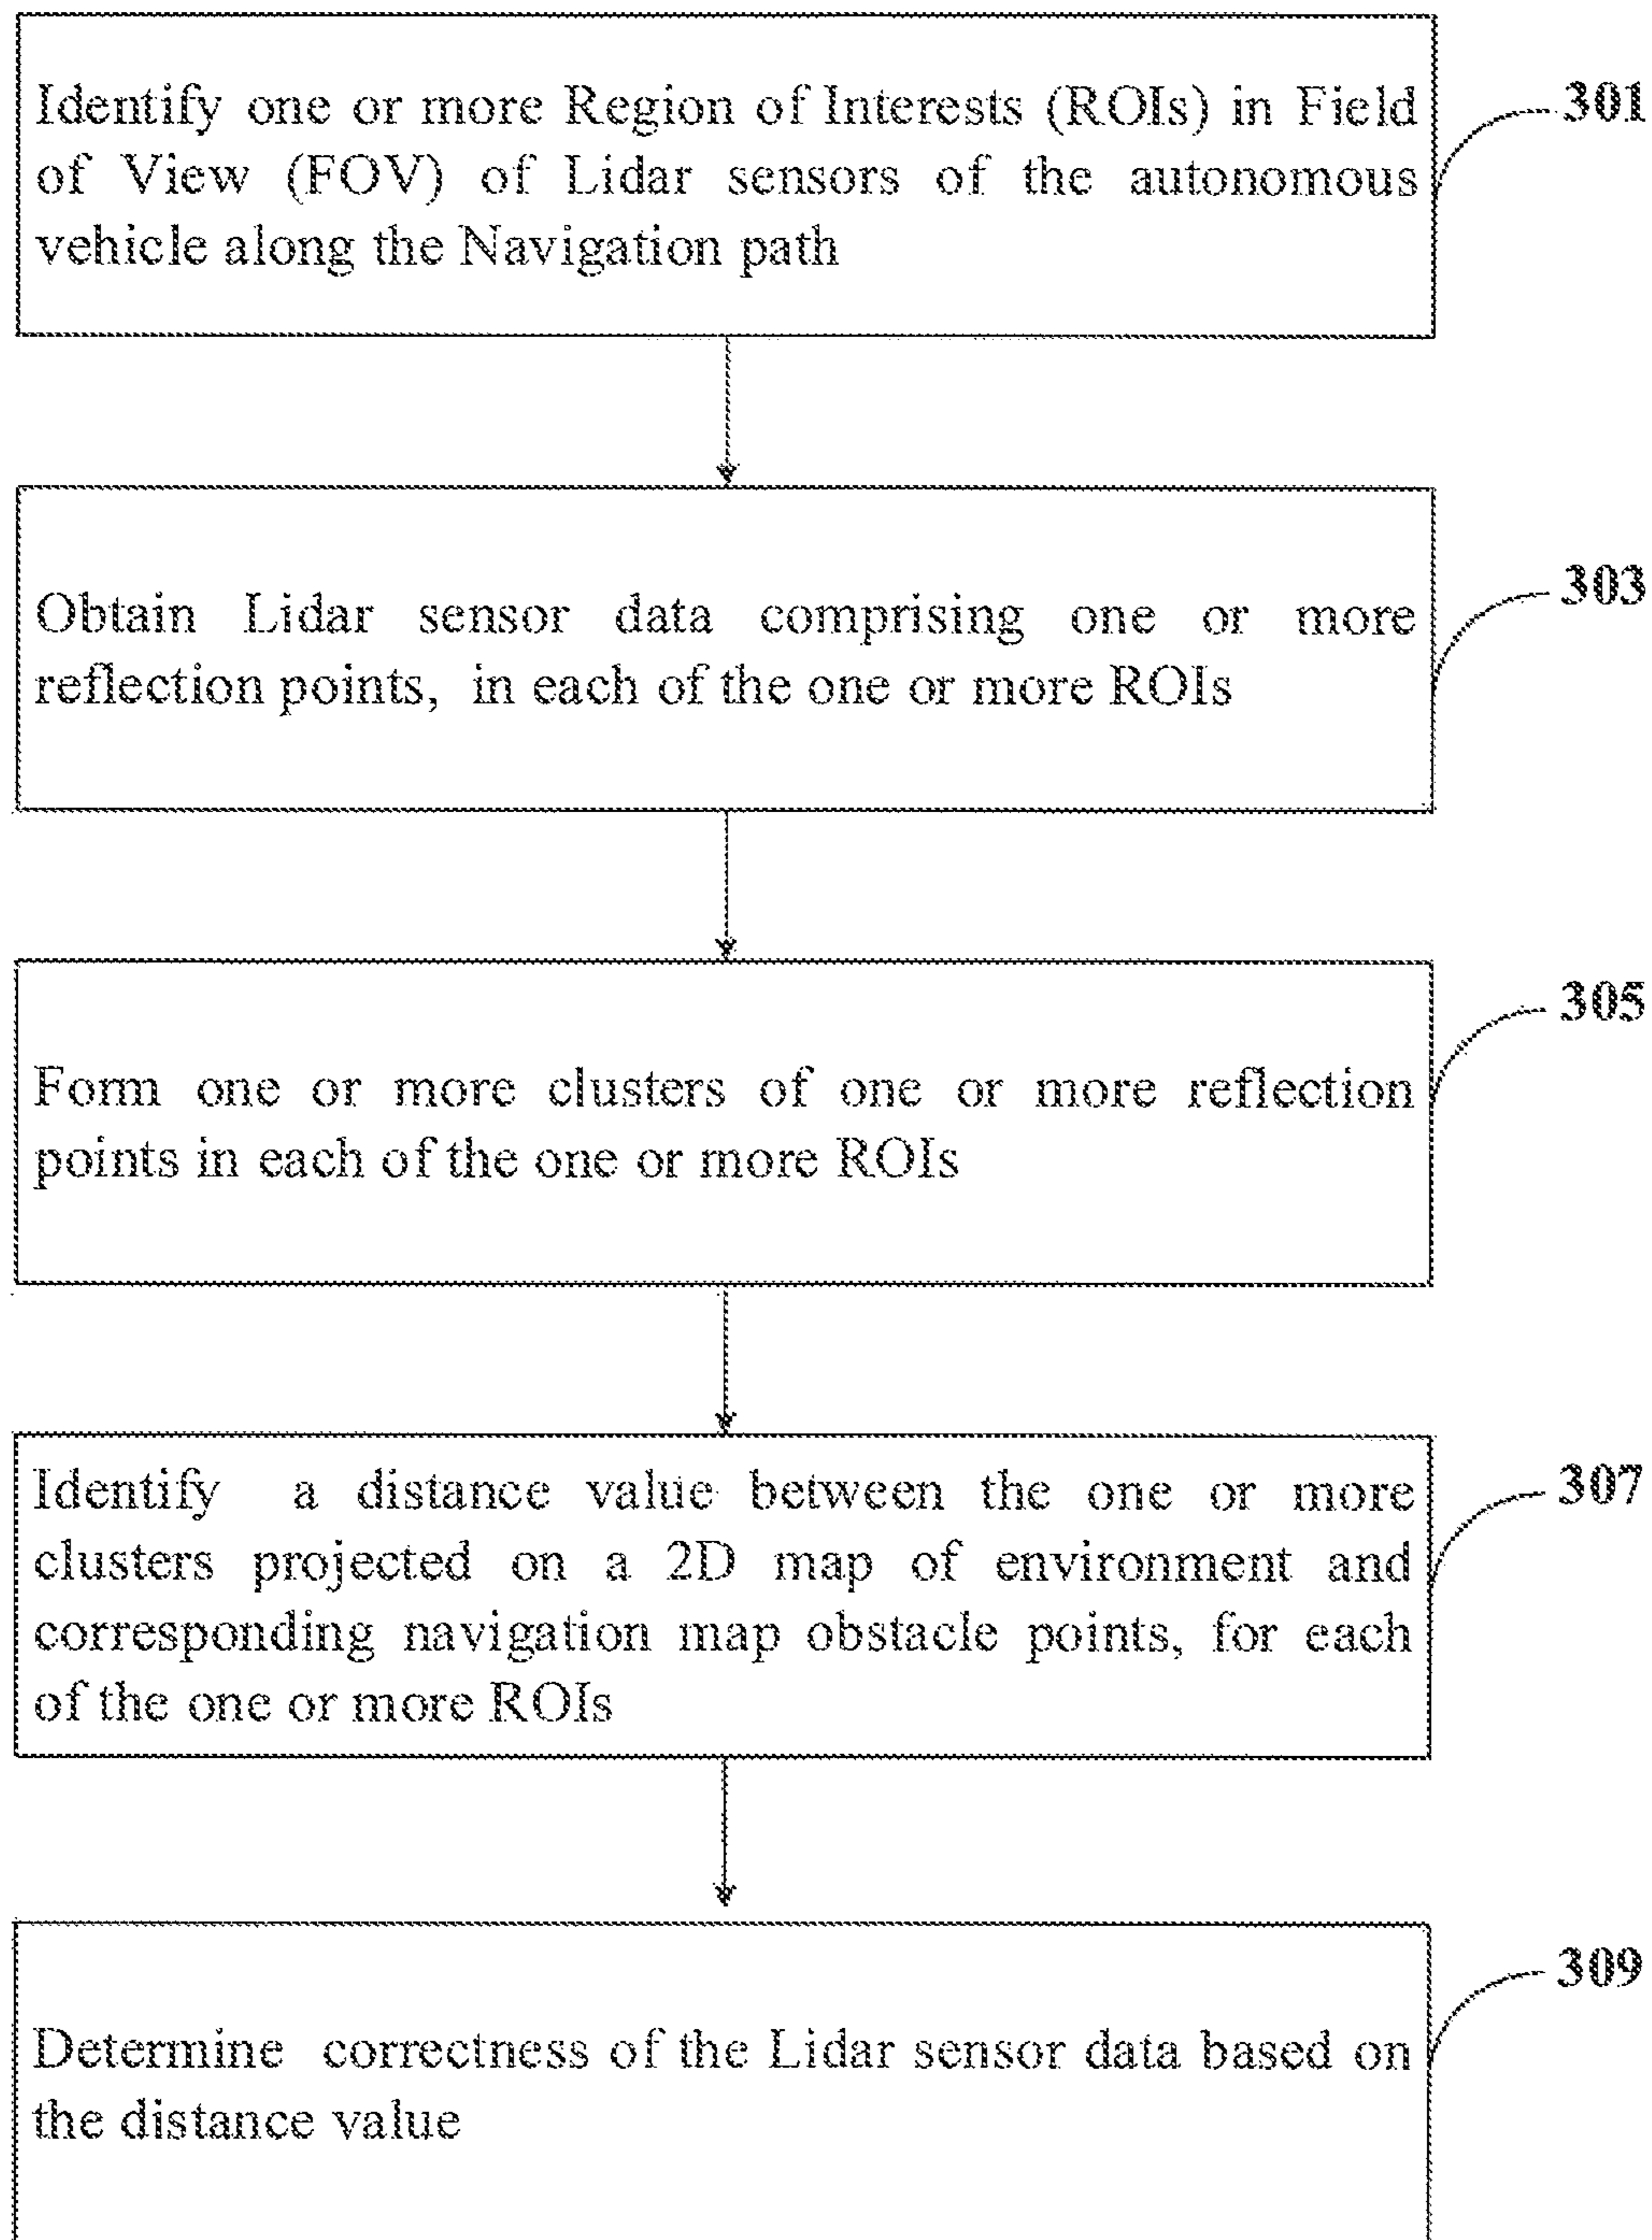 Identify one or more Region of Interests (ROIs) in Field
of View (FOV) of Lidar sensors of the autonomous
vehicle along the Navigation path
301
Obtain Lidar sensor data comprising one or more
reflection points, in each of the one or more ROIs
303
Form one or more clusters of one or more reflection
points in each of the one or more ROIs
305
Identify a distance value between the one or more
clusters projected on a 2D map of environment and
corresponding navigation map obstacle points, for each
of the one or more ROIs
307
Determine correctness of the Lidar sensor data based on
the distance value
309